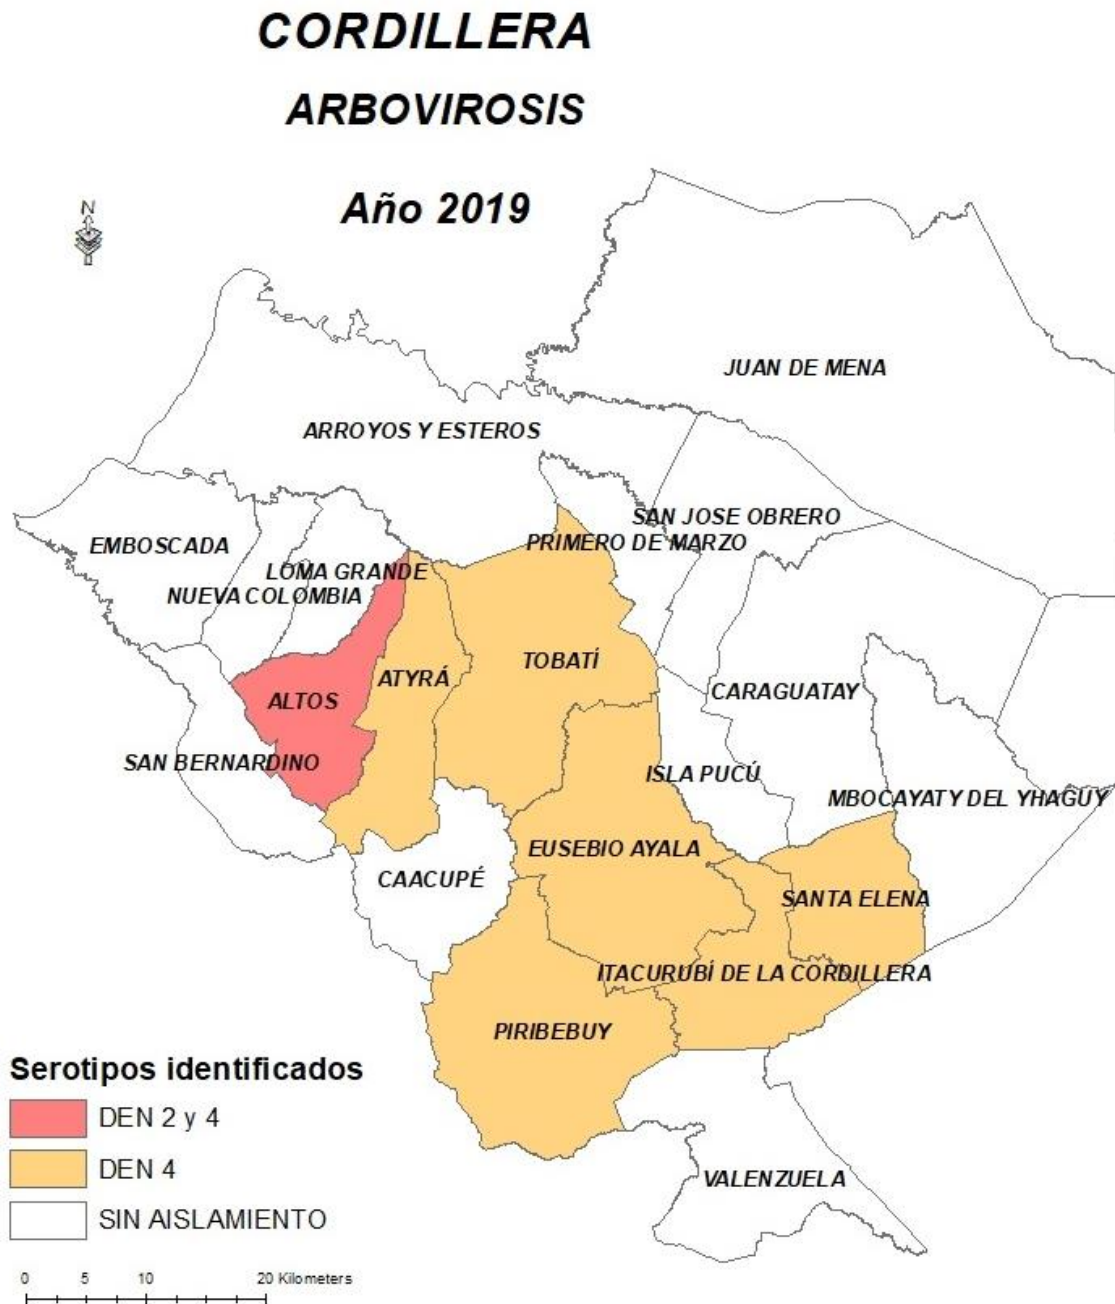 CORDILLERA
ARBOVIROSIS
Año 2019
N
JUAN DE MENA
ARROYOS Y ESTEROS
SAN JOSE OBRERO
PRIMERO DE MARZO
EMBOSCADA
LOMA GRANDE
NUEVA COLOMBIA
TOBATÍ
ATYRÁ
CARAGUATAY
ALTOS
SAN BERNARDINO
ISLA PUCÚ
MBOCAYATY DEL YHAGUY
EUSEBIO AYALA
CAACUPÉ
SANTA ELENA
ITACURUBÍ DE LA CORDILLERA
PIRIBEBUY
VALENZUELA
Serotipos identificados
DEN 2 y 4
DEN 4
SIN AISLAMIENTO
0 5 10 20 Kilometers